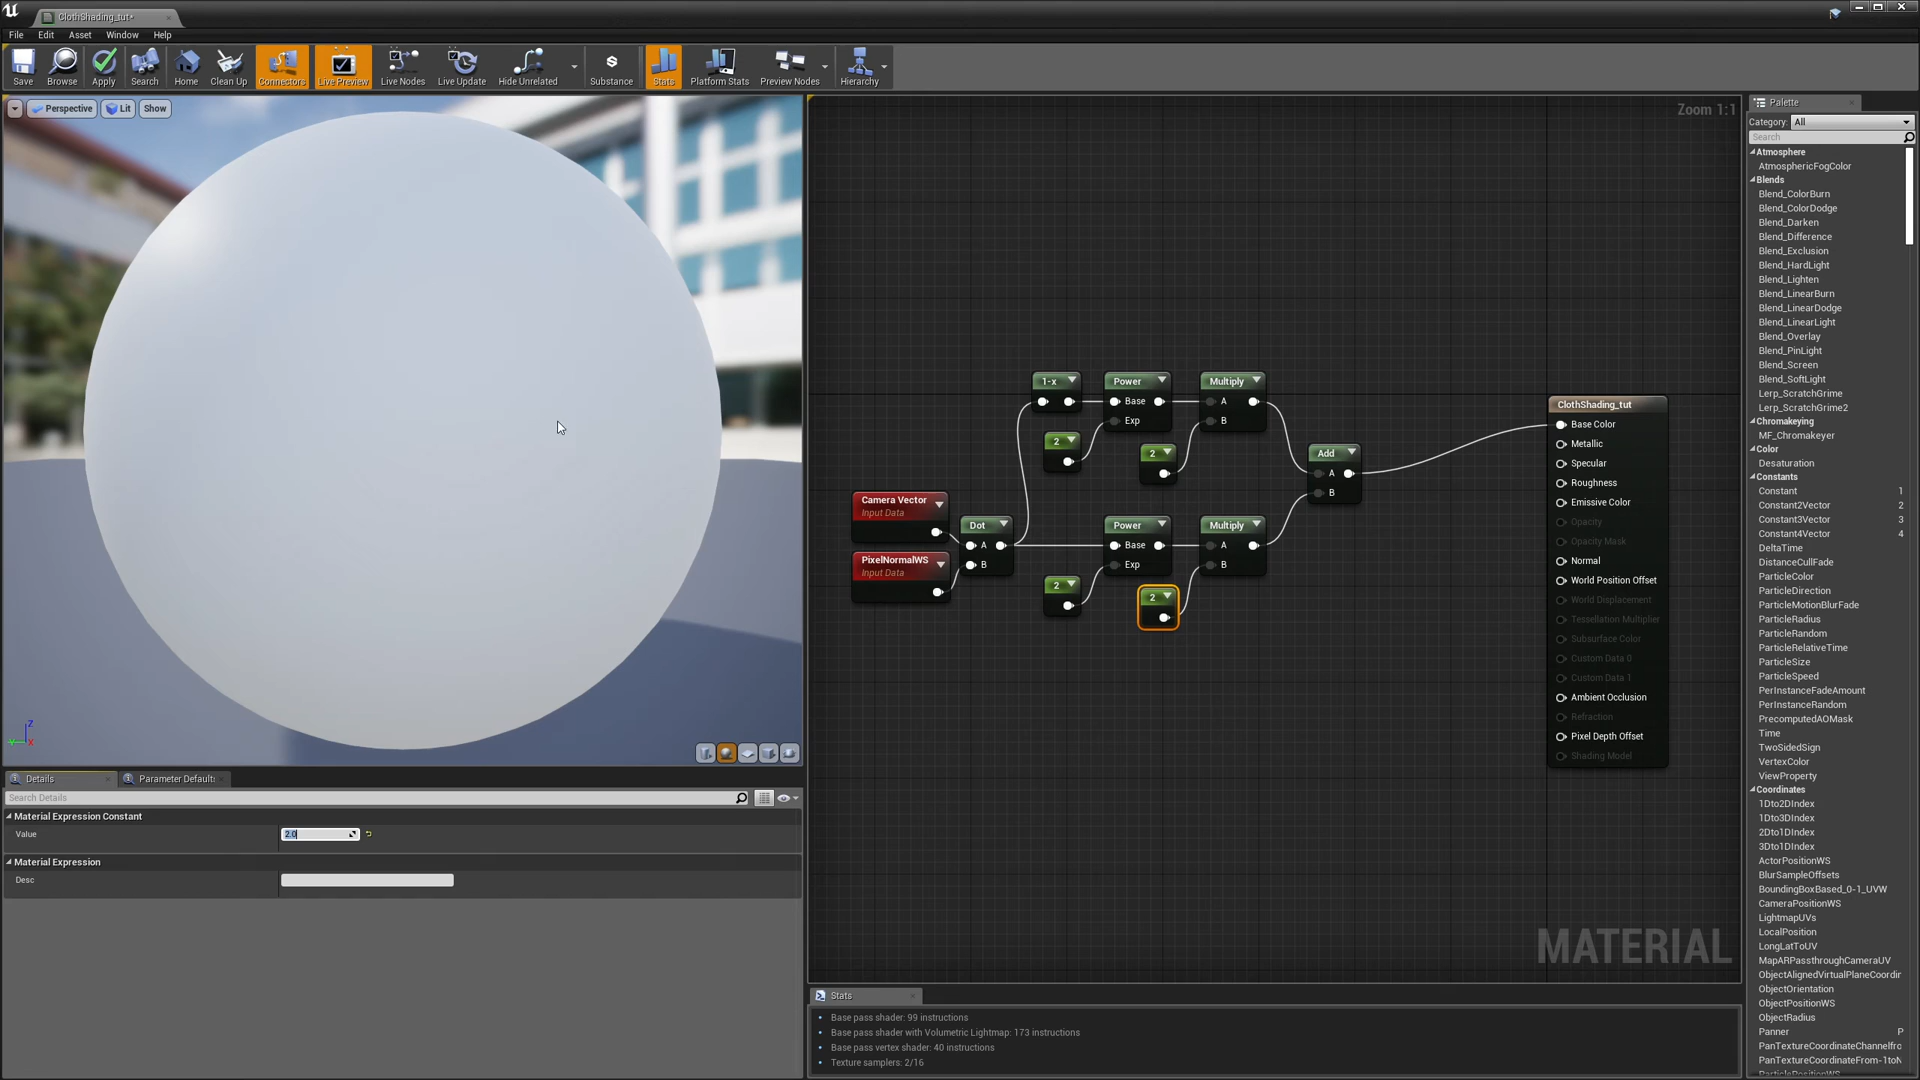 ClothShading_tut*
File Edit Asset Window Help
Save Browse Apply Search Home Clean Up Connectors Live Preview Live Nodes Live Update Hide Unrelated Substance Stats Platform Stats Preview Nodes Hierarchy
Perspective Lit Show
Zoom 1:1
1-x
Power
Base
Exp
2
Multiply
A
B
2
Add
A
B
Camera Vector
Input Data
PixelNormalWS
Input Data
Dot
A
B
Power
Base
Exp
2
Multiply
A
B
2
ClothShading_tut
Base Color
Metallic
Specular
Roughness
Emissive Color
Opacity
Opacity Mask
Normal
World Position Offset
World Displacement
Tessellation Multiplier
Subsurface Color
Custom Data 0
Custom Data 1
Ambient Occlusion
Refraction
Pixel Depth Offset
Shading Model
MATERIAL
Z
Y
X
Details
Parameter Default
Search Details
Material Expression Constant
Value 2.0
Material Expression
Desc
Stats
Base pass shader: 99 instructions
Base pass shader with Volumetric Lightmap: 173 instructions
Base pass vertex shader: 40 instructions
Texture samplers: 2/16
Palette
Category: All
Search
Atmosphere
AtmosphericFogColor
Blends
Blend_ColorBurn
Blend_ColorDodge
Blend_Darken
Blend_Difference
Blend_Exclusion
Blend_HardLight
Blend_Lighten
Blend_LinearBurn
Blend_LinearDodge
Blend_LinearLight
Blend_Overlay
Blend_PinLight
Blend_Screen
Blend_SoftLight
Lerp_ScratchGrime
Lerp_ScratchGrime2
Chromakeying
MF_Chromakeyer
Color
Desaturation
Constants
Constant 1
Constant2Vector 2
Constant3Vector 3
Constant4Vector 4
DeltaTime
DistanceCullFade
ParticleColor
ParticleDirection
ParticleMotionBlurFade
ParticleRadius
ParticleRandom
ParticleRelativeTime
ParticleSize
ParticleSpeed
PerInstanceFadeAmount
PerInstanceRandom
PrecomputedAOMask
Time
TwoSidedSign
VertexColor
ViewProperty
Coordinates
1Dto2DIndex
1Dto3DIndex
2Dto1DIndex
3Dto1DIndex
ActorPositionWS
BlurSampleOffsets
BoundingBoxBased_0-1_UVW
CameraPositionWS
LightmapUVs
LocalPosition
LongLatToUV
MapARPassthroughCameraUV
ObjectAlignedVirtualPlaneCoordin
ObjectOrientation
ObjectPositionWS
ObjectRadius
Panner P
PanTextureCoordinateChannelfro
PanTextureCoordinateFrom-1toN
ParticlePositionWS